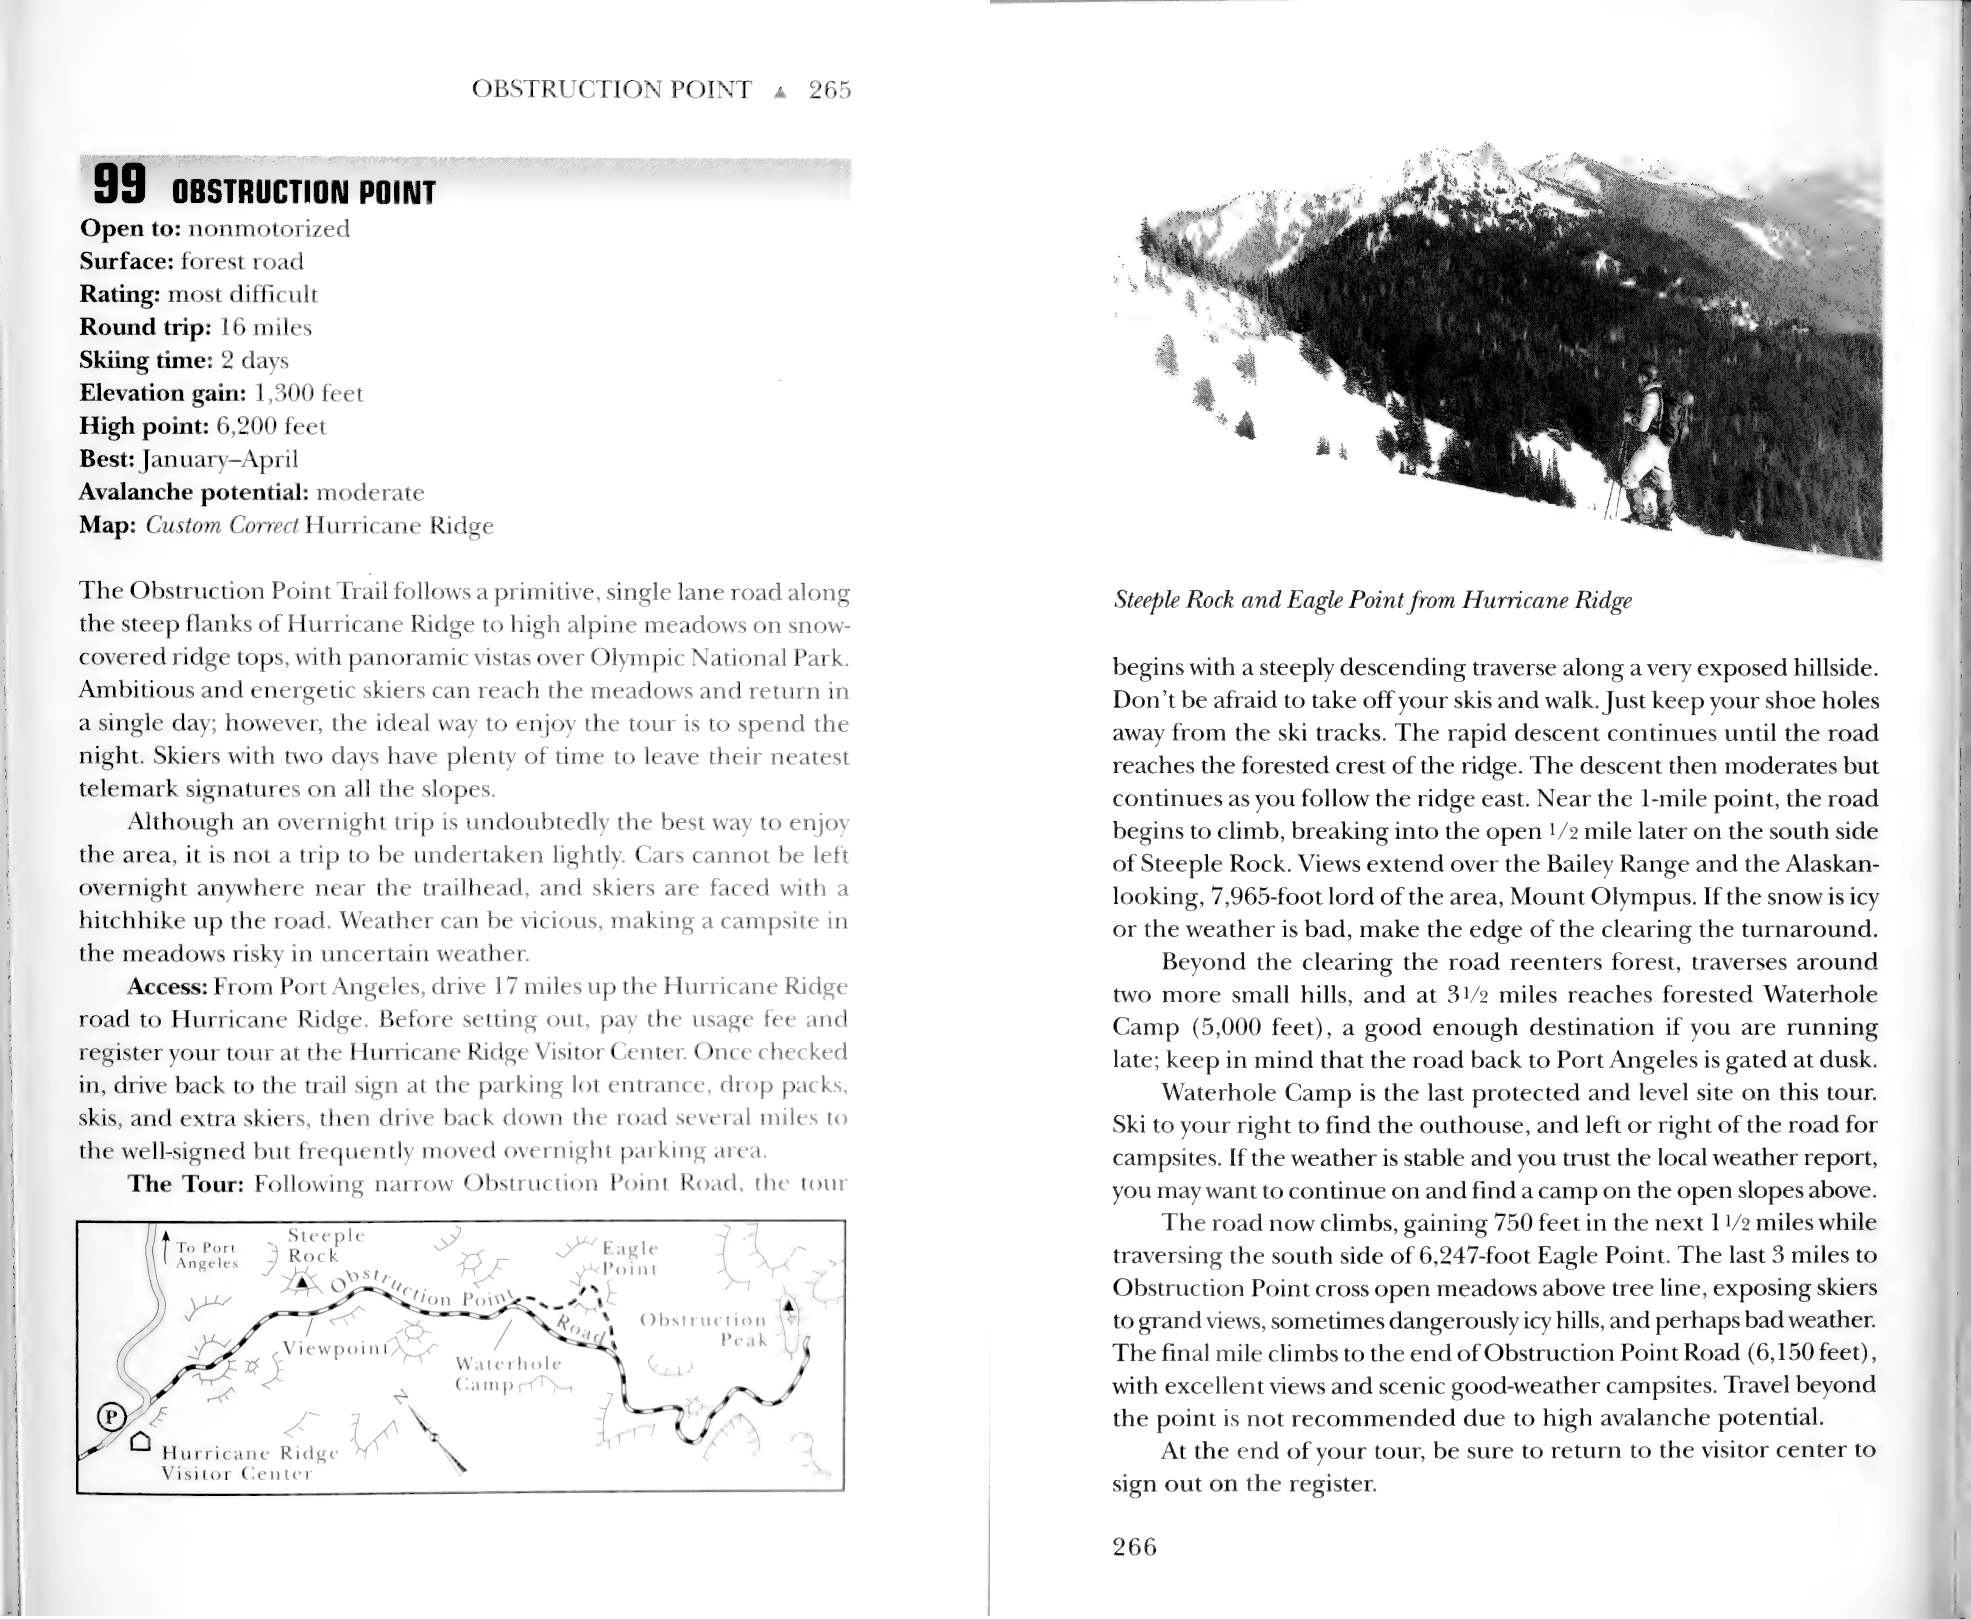 OBSTRUCTION POINT ▲ 265
99 OBSTRUCTION POINT
Open to: nonmotorized
Surface: forest road
Rating: most difficult
Round trip: 16 miles
Skiing time: 2 days
Elevation gain: 1,300 feet
High point: 6,200 feet
Best: January–April
Avalanche potential: moderate
Map: Custom Correct Hurricane Ridge
The Obstruction Point Trail follows a primitive, single lane road along
the steep flanks of Hurricane Ridge to high alpine meadows on snow-
covered ridge tops, with panoramic vistas over Olympic National Park.
Ambitious and energetic skiers can reach the meadows and return in
a single day; however, the ideal way to enjoy the tour is to spend the
night. Skiers with two days have plenty of time to leave their neatest
telemark signatures on all the slopes.
Although an overnight trip is undoubtedly the best way to enjoy
the area, it is not a trip to be undertaken lightly. Cars cannot be left
overnight anywhere near the trailhead, and skiers are faced with a
hitchhike up the road. Weather can be vicious, making a campsite in
the meadows risky in uncertain weather.
Access: From Port Angeles, drive 17 miles up the Hurricane Ridge
road to Hurricane Ridge. Before setting out, pay the usage fee and
register your tour at the Hurricane Ridge Visitor Center. Once checked
in, drive back to the trail sign at the parking lot entrance, drop packs,
skis, and extra skiers, then drive back down the road several miles to
the well-signed but frequently moved overnight parking area.
The Tour: Following narrow Obstruction Point Road, the tour
To Port
Angeles
Steeple
Rock
Obstruction Point Road
Eagle
Point
Obstruction
Peak
Viewpoint
Waterhole
Camp
N
P
Hurricane Ridge
Visitor Center
Steeple Rock and Eagle Point from Hurricane Ridge
begins with a steeply descending traverse along a very exposed hillside.
Don't be afraid to take off your skis and walk. Just keep your shoe holes
away from the ski tracks. The rapid descent continues until the road
reaches the forested crest of the ridge. The descent then moderates but
continues as you follow the ridge east. Near the 1-mile point, the road
begins to climb, breaking into the open 1/2 mile later on the south side
of Steeple Rock. Views extend over the Bailey Range and the Alaskan-
looking, 7,965-foot lord of the area, Mount Olympus. If the snow is icy
or the weather is bad, make the edge of the clearing the turnaround.
Beyond the clearing the road reenters forest, traverses around
two more small hills, and at 3 1/2 miles reaches forested Waterhole
Camp (5,000 feet), a good enough destination if you are running
late; keep in mind that the road back to Port Angeles is gated at dusk.
Waterhole Camp is the last protected and level site on this tour.
Ski to your right to find the outhouse, and left or right of the road for
campsites. If the weather is stable and you trust the local weather report,
you may want to continue on and find a camp on the open slopes above.
The road now climbs, gaining 750 feet in the next 1 1/2 miles while
traversing the south side of 6,247-foot Eagle Point. The last 3 miles to
Obstruction Point cross open meadows above tree line, exposing skiers
to grand views, sometimes dangerously icy hills, and perhaps bad weather.
The final mile climbs to the end of Obstruction Point Road (6,150 feet),
with excellent views and scenic good-weather campsites. Travel beyond
the point is not recommended due to high avalanche potential.
At the end of your tour, be sure to return to the visitor center to
sign out on the register.
266